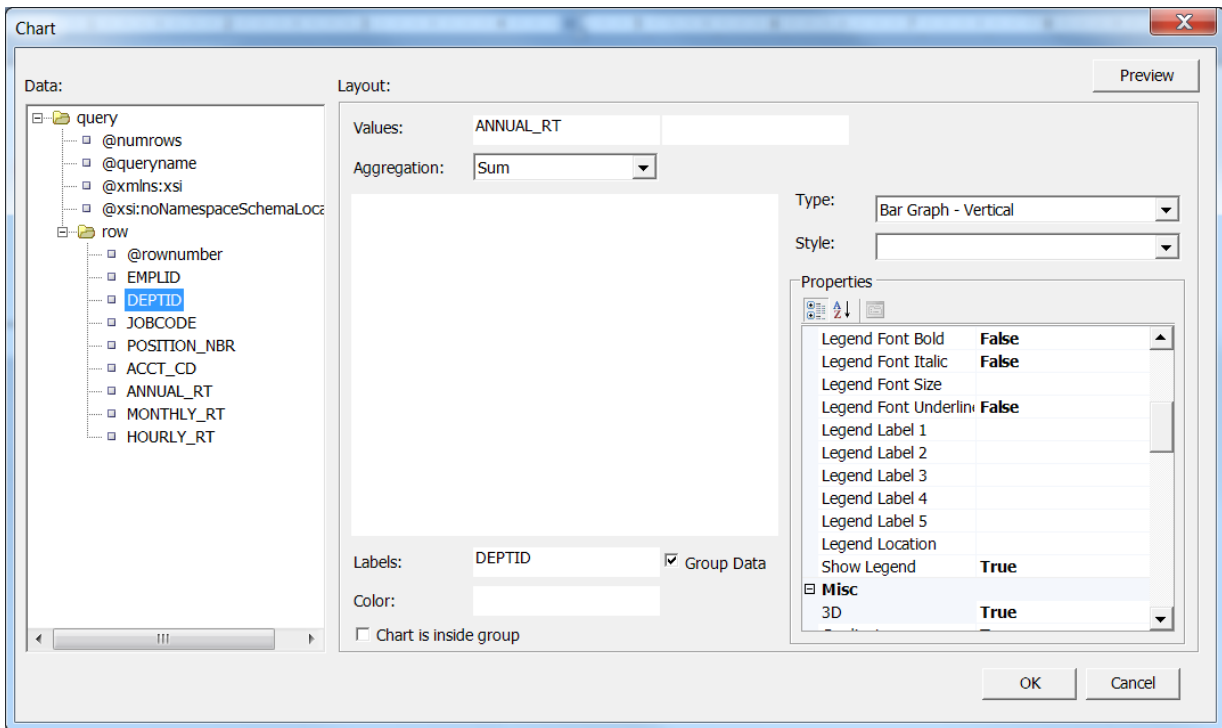 Chart
Preview
Data:
Layout:
query
@numrows
@queryname
@xmlns:xsi
@xsi:noNamespaceSchemaLoca
row
@rownumber
EMPLID
DEPTID
JOBCODE
POSITION_NBR
ACCT_CD
ANNUAL_RT
MONTHLY_RT
HOURLY_RT
Values: ANNUAL_RT
Aggregation: Sum
Type: Bar Graph - Vertical
Style:
Properties
Legend Font Bold False
Legend Font Italic False
Legend Font Size
Legend Font Underlin False
Legend Label 1
Legend Label 2
Legend Label 3
Legend Label 4
Legend Label 5
Legend Location
Show Legend True
Misc
3D True
Labels: DEPTID Group Data
Color:
Chart is inside group
OK Cancel